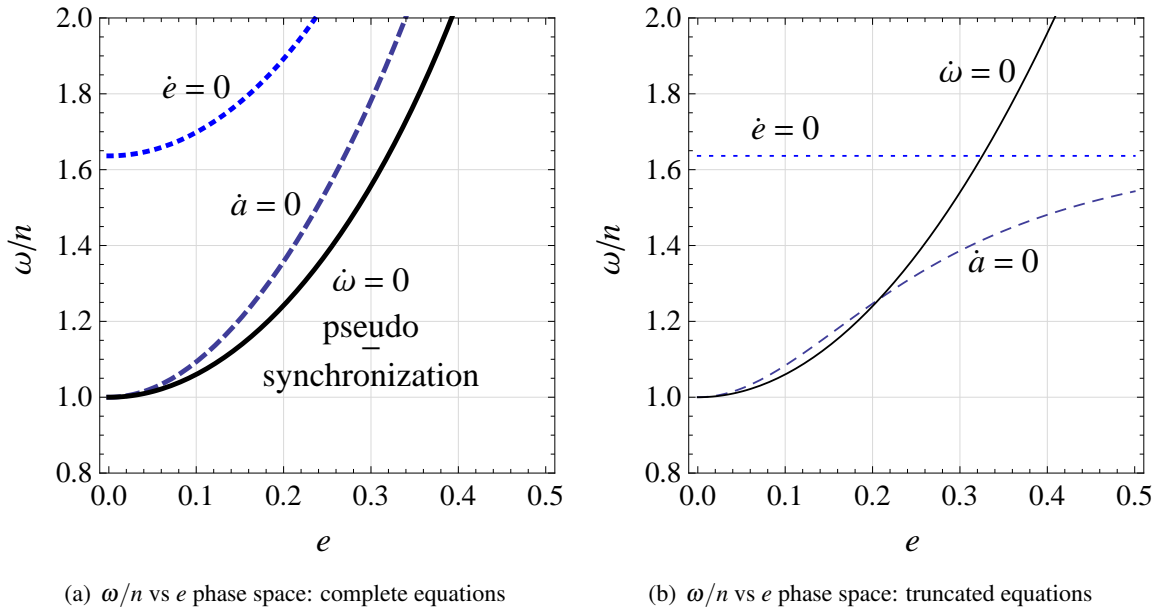 2.0
1.8
1.6
1.4
1.2
1.0
0.8
ω/n
ė = 0
ȧ = 0
ω̇ = 0
pseudo
–
synchronization
0.0 0.1 0.2 0.3 0.4 0.5
e
(a) ω/n vs e phase space: complete equations
2.0
1.8
1.6
1.4
1.2
1.0
0.8
ω/n
ω̇ = 0
ė = 0
ȧ = 0
0.0 0.1 0.2 0.3 0.4 0.5
e
(b) ω/n vs e phase space: truncated equations